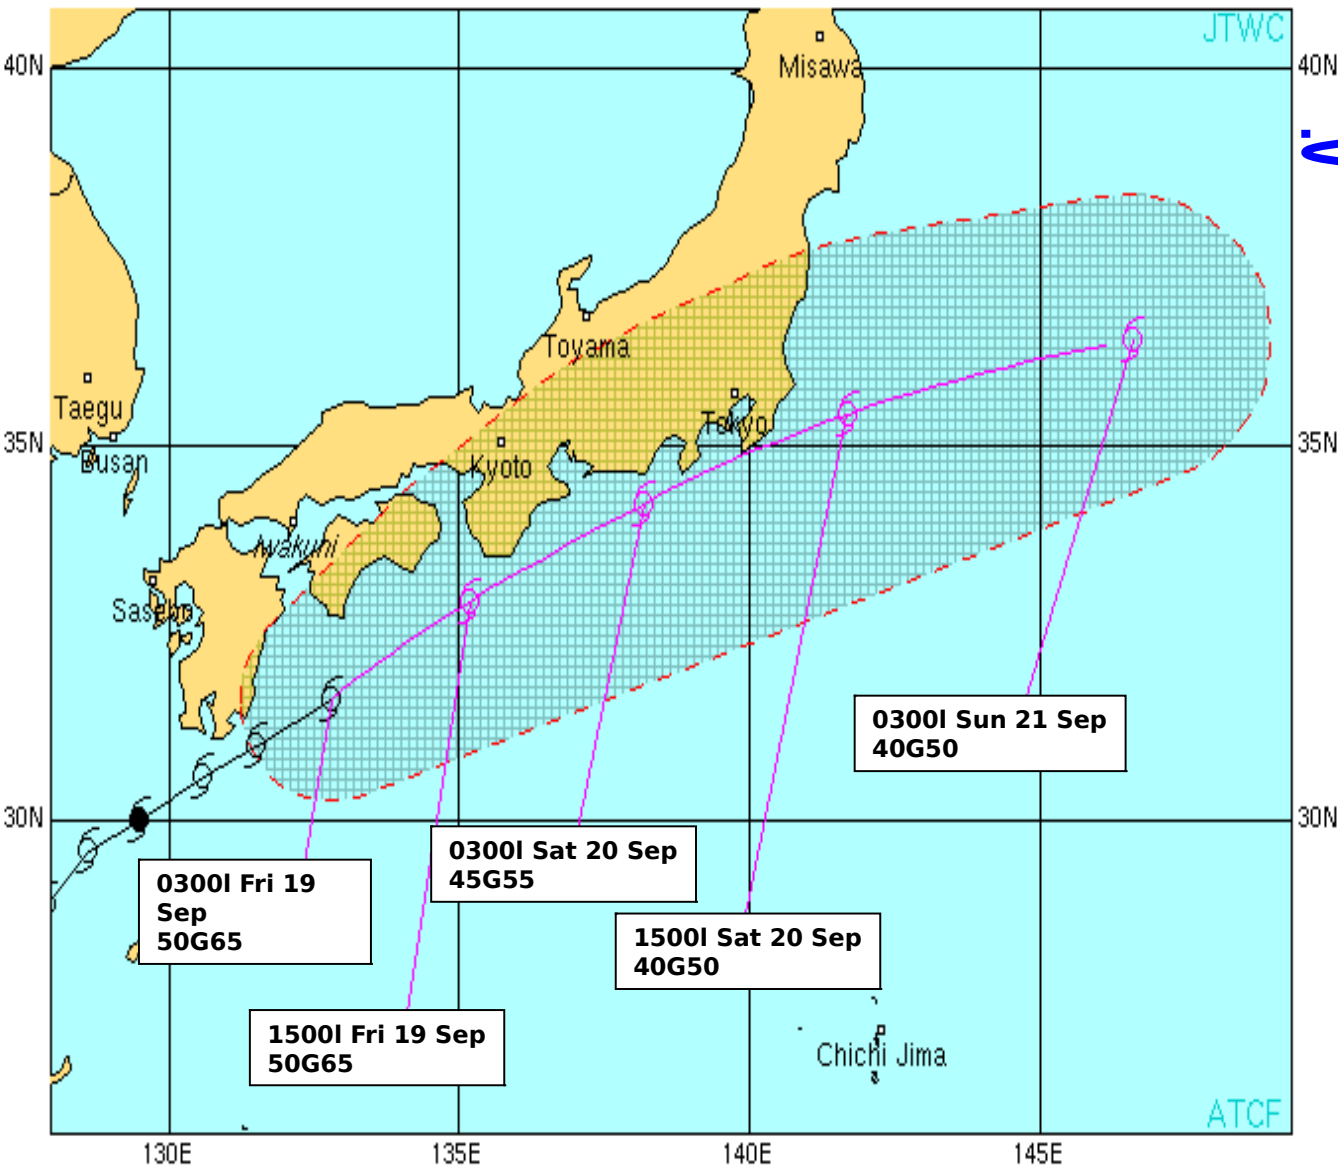 JTWC
40N
40N
Misawa
Toyama
Taegu
Tokyo
35N
35N
Busan
Kyoto
Iwakuni
Sasebo
0300l Sun 21 Sep
40G50
30N
30N
0300l Sat 20 Sep
45G55
0300l Fri 19
Sep
50G65
1500l Sat 20 Sep
40G50
1500l Fri 19 Sep
50G65
Chichi Jima
ATCF
130E
135E
140E
145E